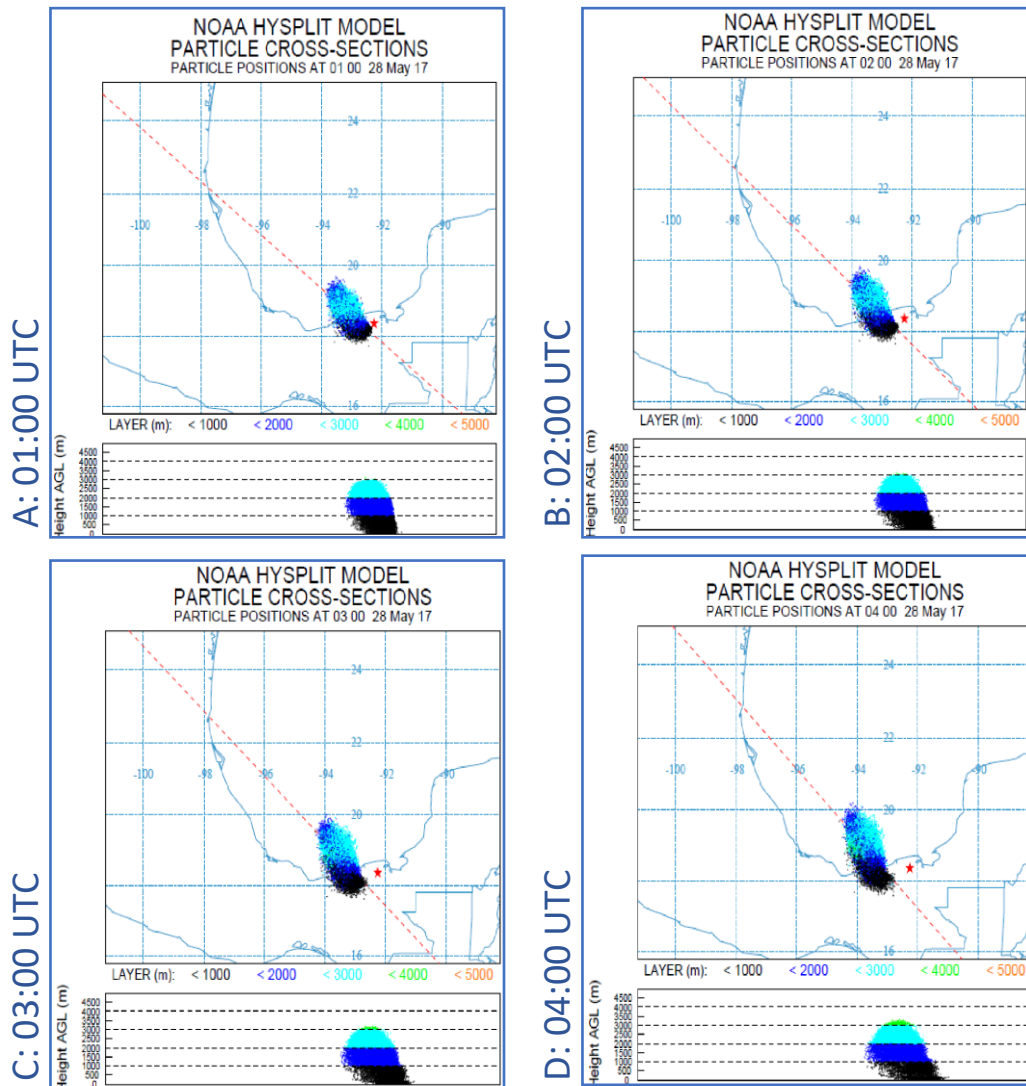 A: 01:00 UTC
NOAA HYSPLIT MODEL
PARTICLE CROSS-SECTIONS
PARTICLE POSITIONS AT 01 00 28 May 17
24
22
-100 -98 -96 -94 -92 -90
20
18
16
LAYER (m): < 1000 < 2000 < 3000 < 4000 < 5000
Height AGL (m)
4500
4000
3500
3000
2500
2000
1500
1000
500
0
B: 02:00 UTC
NOAA HYSPLIT MODEL
PARTICLE CROSS-SECTIONS
PARTICLE POSITIONS AT 02 00 28 May 17
24
22
-100 -98 -96 -94 -92 -90
20
16
LAYER (m): < 1000 < 2000 < 3000 < 4000 < 5000
Height AGL (m)
4500
4000
3500
3000
2500
2000
1500
1000
500
0
C: 03:00 UTC
NOAA HYSPLIT MODEL
PARTICLE CROSS-SECTIONS
PARTICLE POSITIONS AT 03 00 28 May 17
24
22
-100 -98 -96 -94 -92 -90
20
16
LAYER (m): < 1000 < 2000 < 3000 < 4000 < 5000
Height AGL (m)
4500
4000
3500
3000
2500
2000
1500
1000
500
0
D: 04:00 UTC
NOAA HYSPLIT MODEL
PARTICLE CROSS-SECTIONS
PARTICLE POSITIONS AT 04 00 28 May 17
24
22
-100 -98 -96 -94 -92 -90
20
16
LAYER (m): < 1000 < 2000 < 3000 < 4000 < 5000
Height AGL (m)
4500
4000
3500
3000
2500
2000
1500
1000
500
0